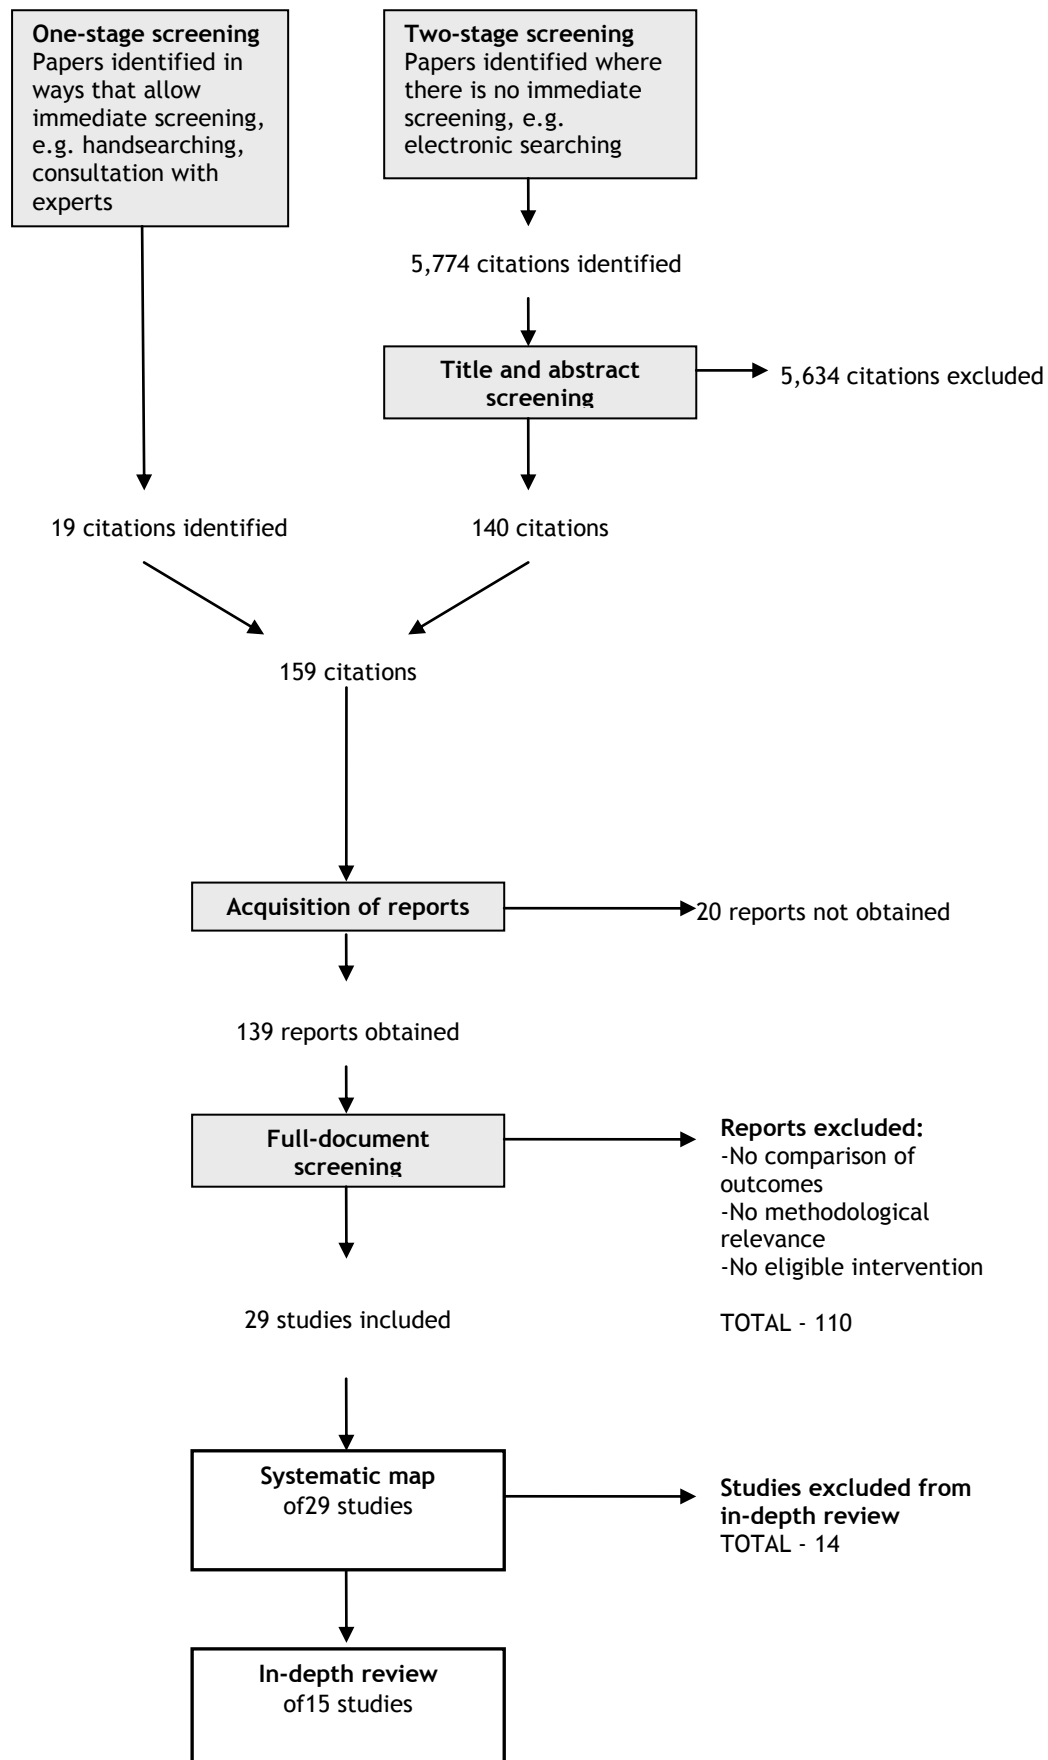 One-stage screening
Papers identified in
ways that allow
immediate screening,
e.g. handsearching,
consultation with
experts
Two-stage screening
Papers identified where
there is no immediate
screening, e.g.
electronic searching
5,774 citations identified
Title and abstract
screening
5,634 citations excluded
19 citations identified
140 citations
159 citations
Acquisition of reports
20 reports not obtained
139 reports obtained
Full-document
screening
Reports excluded:
-No comparison of
outcomes
-No methodological
relevance
-No eligible intervention
TOTAL - 110
29 studies included
Systematic map
of29 studies
Studies excluded from
in-depth review
TOTAL - 14
In-depth review
of15 studies